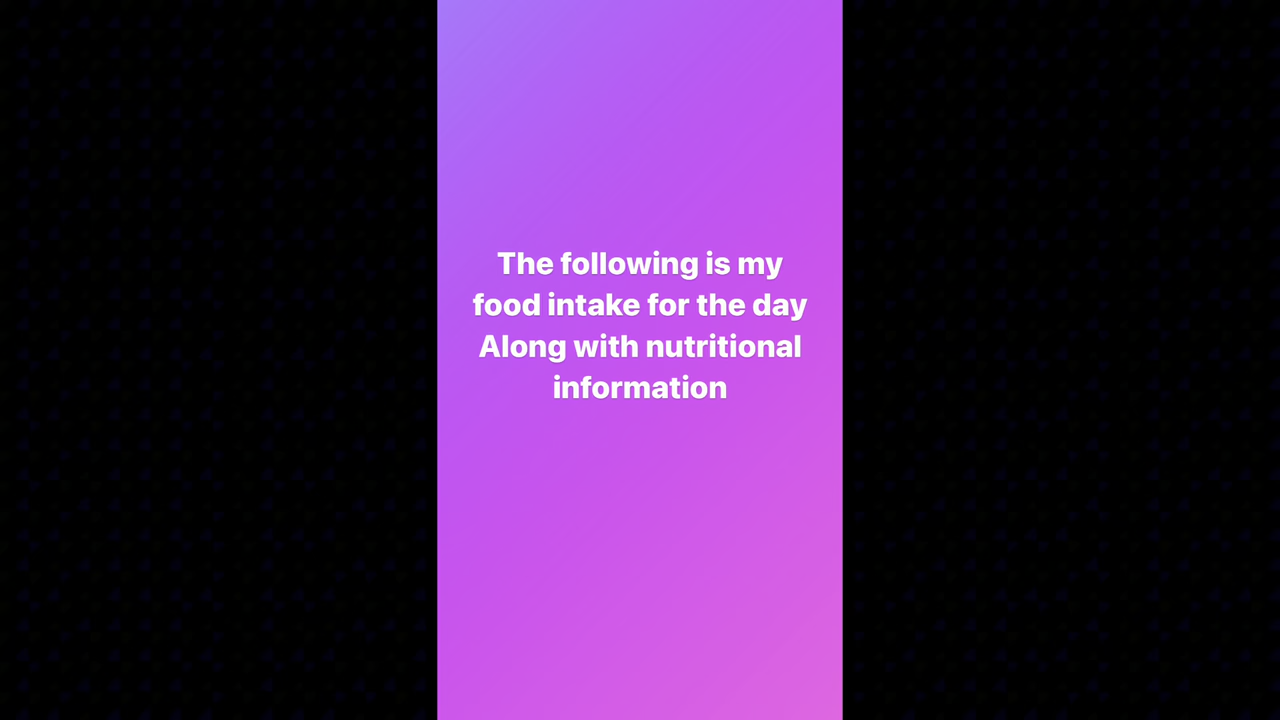 The following is my
food intake for the day
Along with nutritional
information